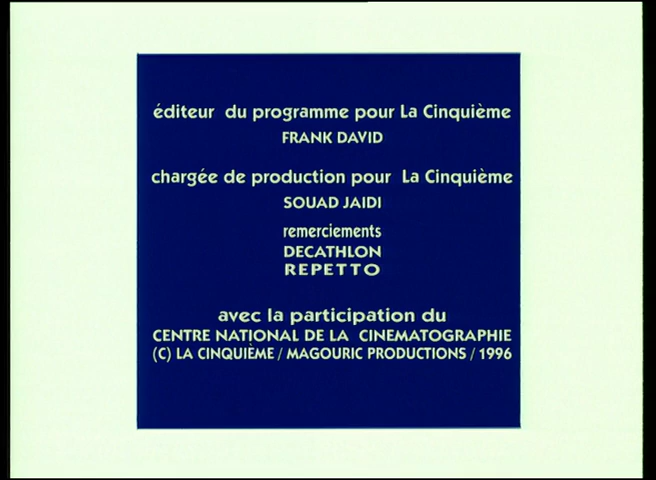 éditeur du programme pour La Cinquième
FRANK DAVID
chargée de production pour La Cinquième
SOUAD JAIDI
remerciements
DECATHLON
REPETTO
avec la participation du
CENTRE NATIONAL DE LA CINEMATOGRAPHIE
(C) LA CINQUIÈME / MAGOURIC PRODUCTIONS / 1996